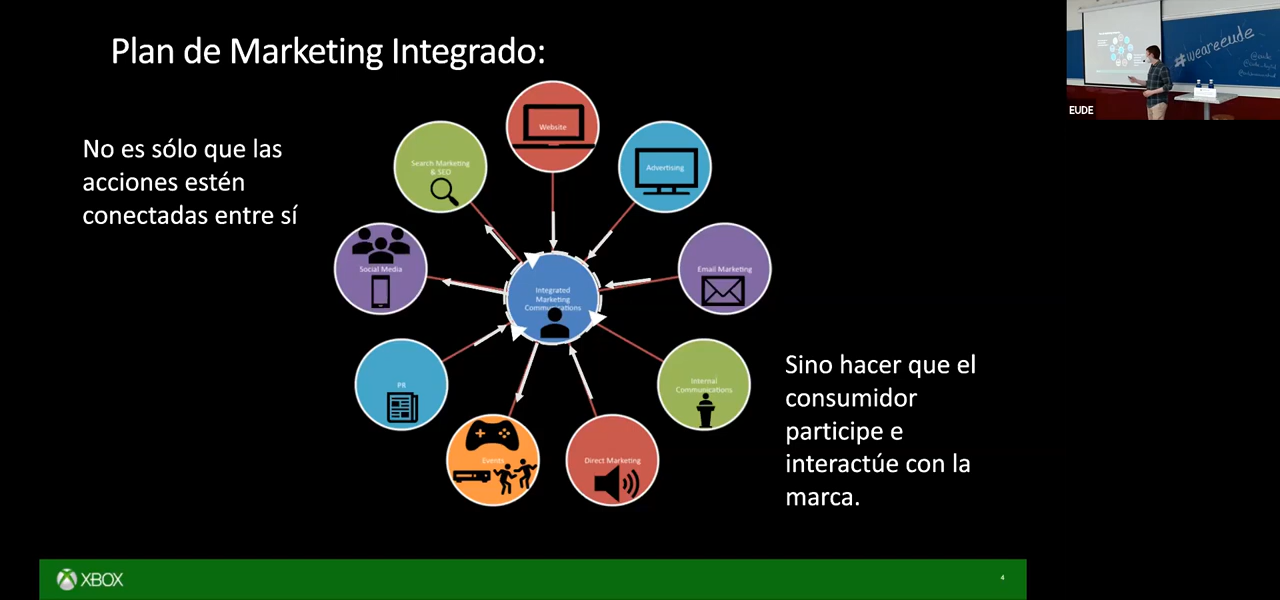 Plan de Marketing Integrado:
No es sólo que las
acciones estén
conectadas entre sí
Website
Search Marketing
& SEO
Advertising
Social Media
Email Marketing
Integrated
Marketing
Communications
PR
Internal
Communications
Events
Direct Marketing
Sino hacer que el
consumidor
participe e
interactúe con la
marca.
XBOX
4
#weareeude
EUDE